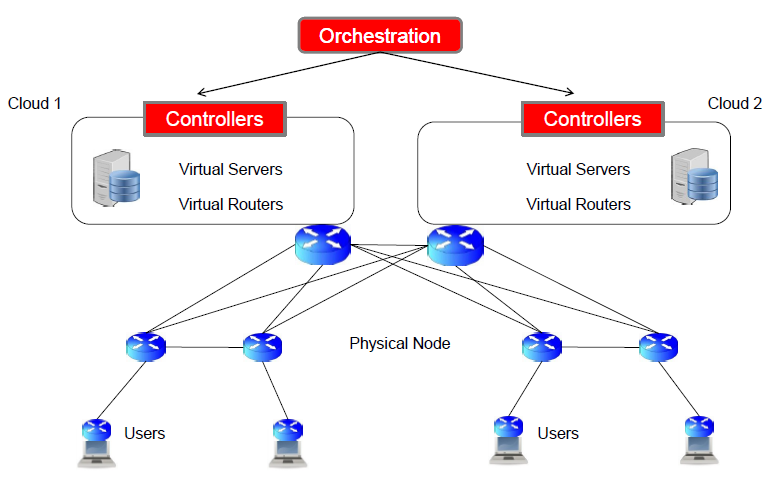 Orchestration
Cloud 1
Controllers
Controllers
Cloud 2
Virtual Servers
Virtual Servers
Virtual Routers
Virtual Routers
Physical Node
Users
Users